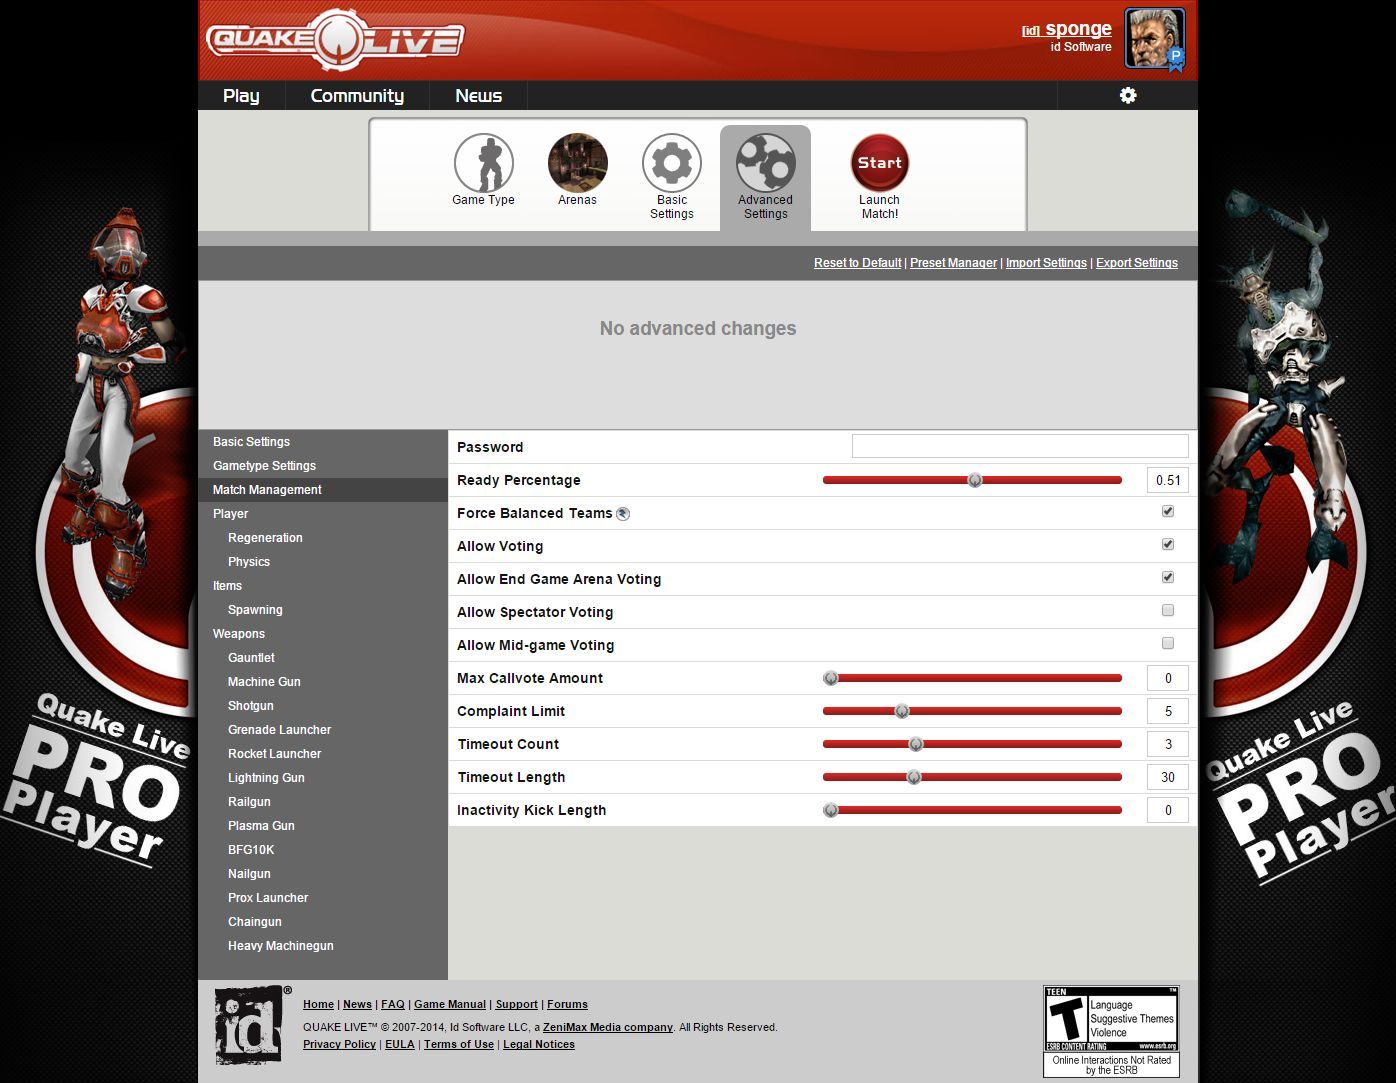 QUAKE LIVE
[id] sponge
id Software
P
Play
Community
News
Game Type
Arenas
Basic
Settings
Advanced
Settings
Start
Launch
Match!
Reset to Default | Preset Manager | Import Settings | Export Settings
No advanced changes
Basic Settings
Gametype Settings
Match Management
Player
Regeneration
Physics
Items
Spawning
Weapons
Gauntlet
Machine Gun
Shotgun
Grenade Launcher
Rocket Launcher
Lightning Gun
Railgun
Plasma Gun
BFG10K
Nailgun
Prox Launcher
Chaingun
Heavy Machinegun
Password
Ready Percentage 0.51
Force Balanced Teams
Allow Voting
Allow End Game Arena Voting
Allow Spectator Voting
Allow Mid-game Voting
Max Callvote Amount 0
Complaint Limit 5
Timeout Count 3
Timeout Length 30
Inactivity Kick Length 0
Quake Live
PRO
Player
Quake Live
PRO
Player
id®
Home | News | FAQ | Game Manual | Support | Forums
QUAKE LIVE™ © 2007-2014, Id Software LLC, a ZeniMax Media company. All Rights Reserved.
Privacy Policy | EULA | Terms of Use | Legal Notices
TEEN ™
T
Language
Suggestive Themes
Violence
ESRB CONTENT RATING www.esrb.org
Online Interactions Not Rated
by the ESRB